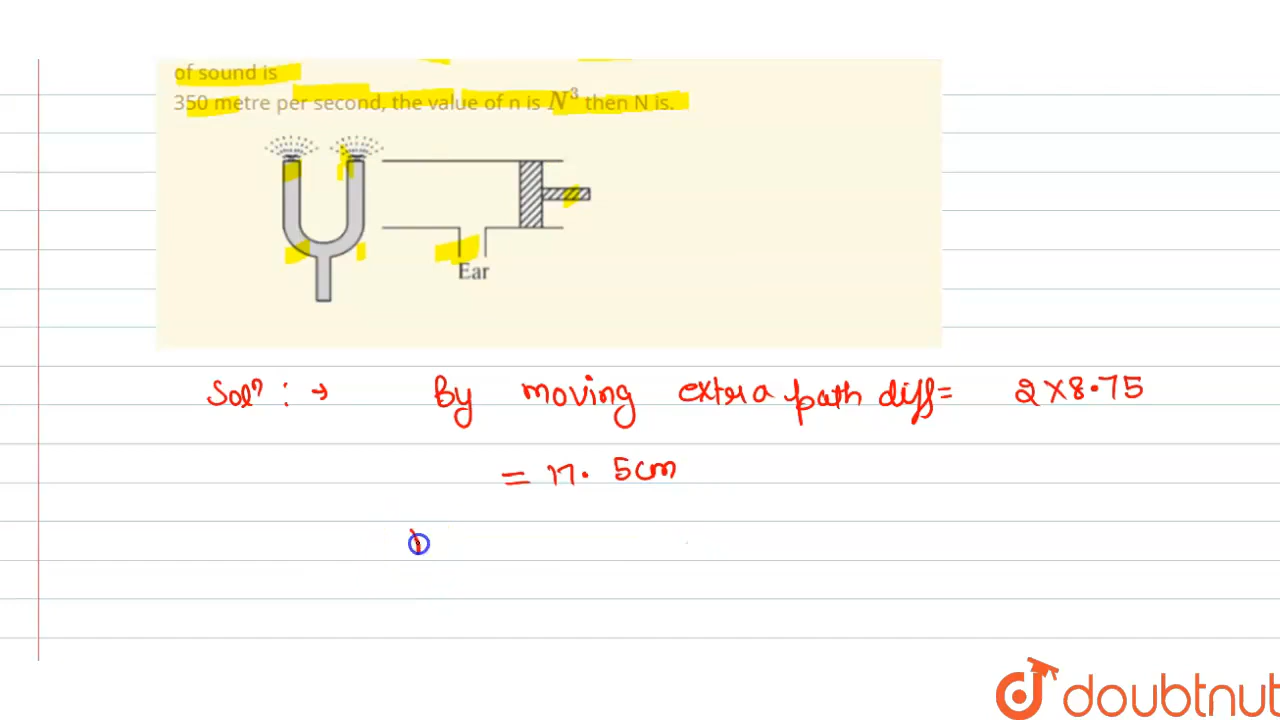 of sound is
350 metre per second, the value of n is N³ then N is.
Ear
Solⁿ : → By moving extra path diff = 2×8.75
= 17.5cm
doubtnut